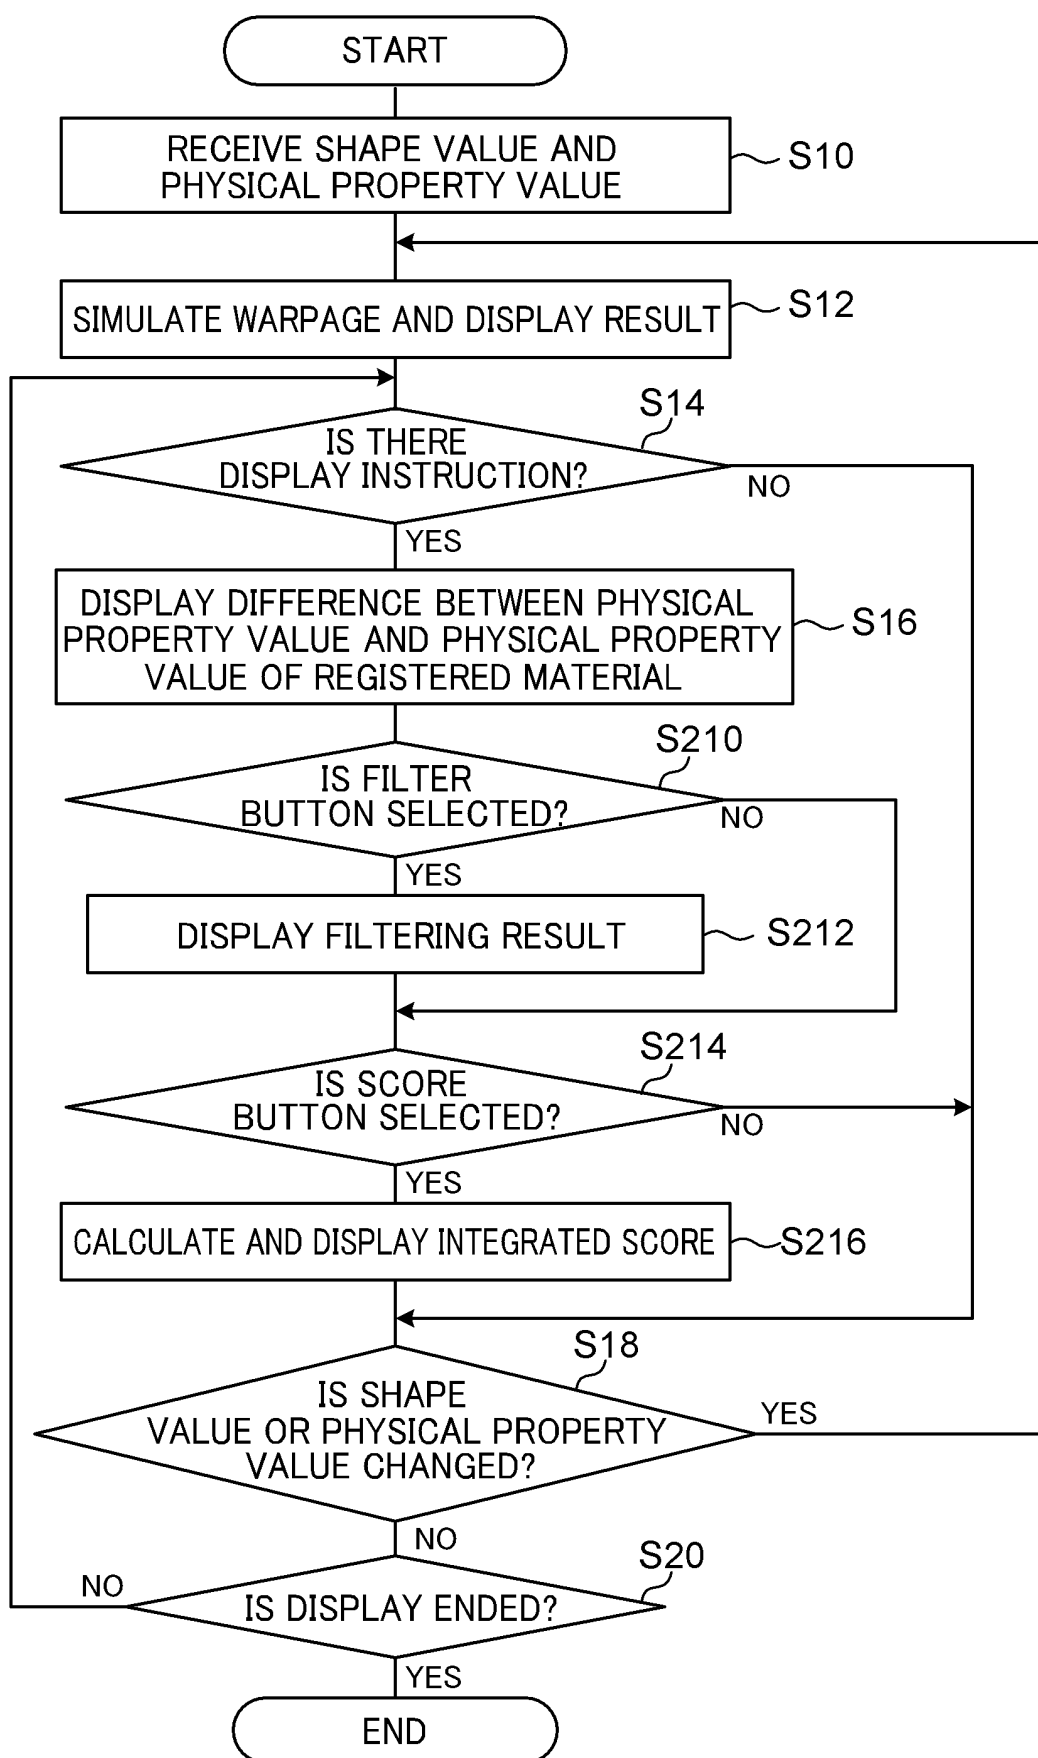 START
RECEIVE SHAPE VALUE AND
PHYSICAL PROPERTY VALUE
S10
SIMULATE WARPAGE AND DISPLAY RESULT
S12
S14
IS THERE
DISPLAY INSTRUCTION?
NO
YES
DISPLAY DIFFERENCE BETWEEN PHYSICAL
PROPERTY VALUE AND PHYSICAL PROPERTY
VALUE OF REGISTERED MATERIAL
S16
S210
IS FILTER
BUTTON SELECTED?
NO
YES
DISPLAY FILTERING RESULT
S212
S214
IS SCORE
BUTTON SELECTED?
NO
YES
CALCULATE AND DISPLAY INTEGRATED SCORE
S216
S18
IS SHAPE
VALUE OR PHYSICAL PROPERTY
VALUE CHANGED?
YES
NO
S20
NO
IS DISPLAY ENDED?
YES
END